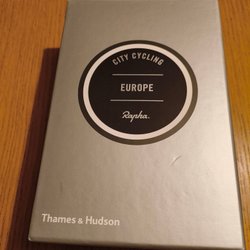 CITY CYCLING
EUROPE
Rapha.
Thames & Hudson